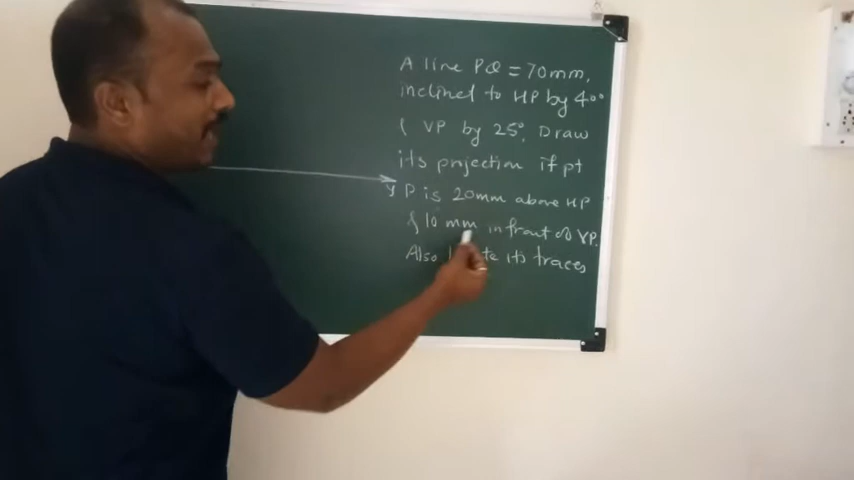 A line PQ = 70mm,
inclined to HP by 40°
( VP by 25°, Draw
its projection if pt
y P is 20mm above HP
& 10 mm in front of VP.
Also its traces